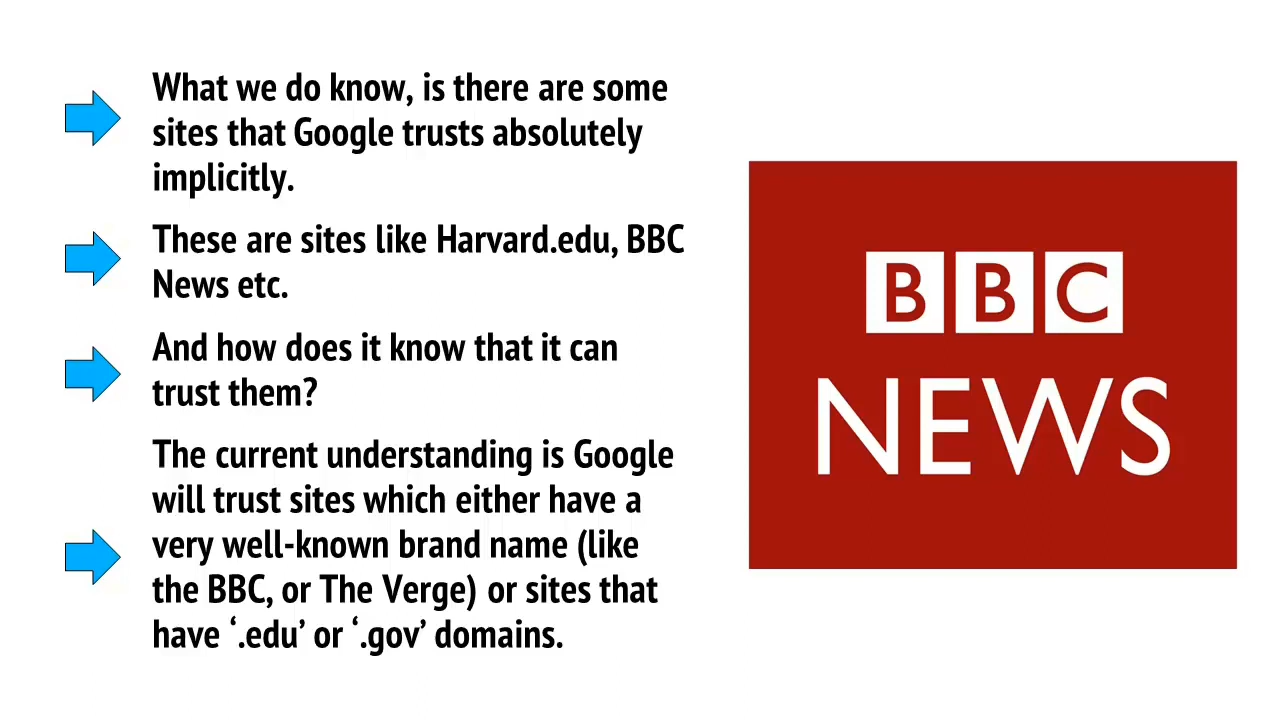 What we do know, is there are some
sites that Google trusts absolutely
implicitly.
These are sites like Harvard.edu, BBC
News etc.
And how does it know that it can
trust them?
The current understanding is Google
will trust sites which either have a
very well-known brand name (like
the BBC, or The Verge) or sites that
have ‘.edu’ or ‘.gov’ domains.
BBC
NEWS